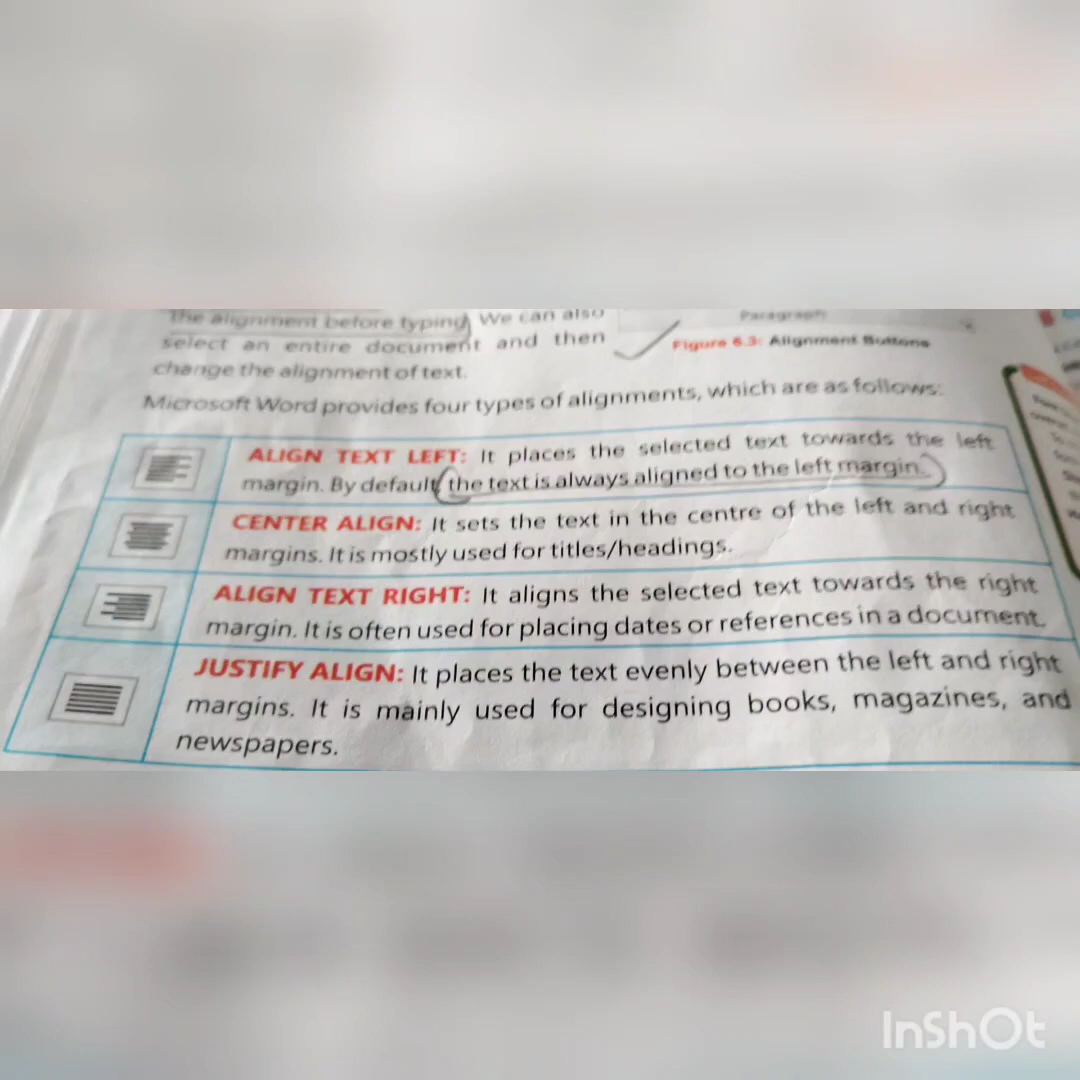 The alignment before typing. We can also
select an entire document and then
change the alignment of text.
Paragraph
Figure 6.3: Alignment Buttons
Microsoft Word provides four types of alignments, which are as follows:
ALIGN TEXT LEFT: It places the selected text towards the left
margin. By default, the text is always aligned to the left margin.
CENTER ALIGN: It sets the text in the centre of the left and right
margins. It is mostly used for titles/headings.
ALIGN TEXT RIGHT: It aligns the selected text towards the right
margin. It is often used for placing dates or references in a document.
JUSTIFY ALIGN: It places the text evenly between the left and right
margins. It is mainly used for designing books, magazines, and
newspapers.
InShOt